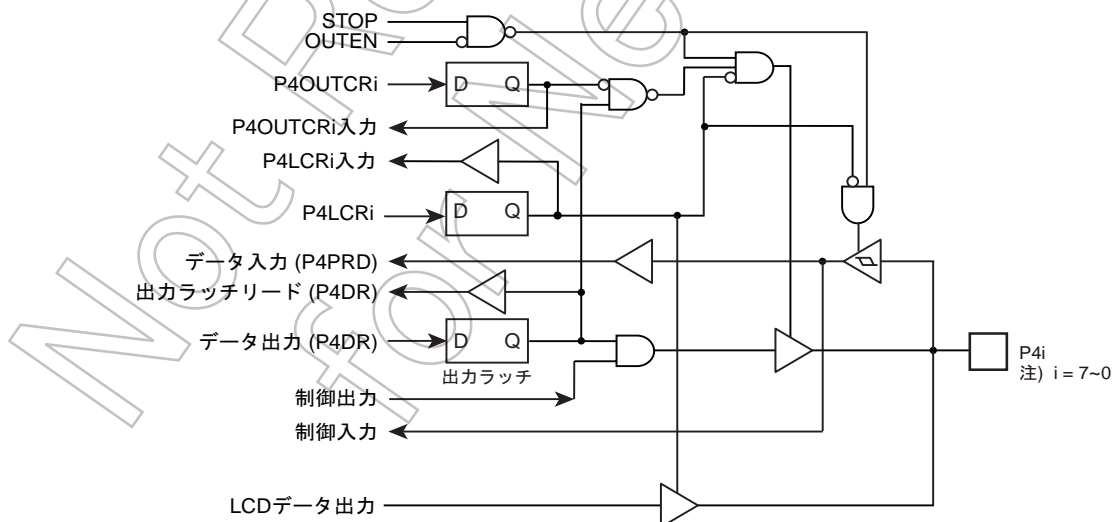 STOP
OUTEN
P4OUTCRi
D Q
P4OUTCRi入力
P4LCRi入力
P4LCRi
D Q
データ入力 (P4PRD)
出力ラッチリード (P4DR)
データ出力 (P4DR)
D Q
出力ラッチ
P4i
注) i = 7~0
制御出力
制御入力
LCDデータ出力
Not R
for Ne